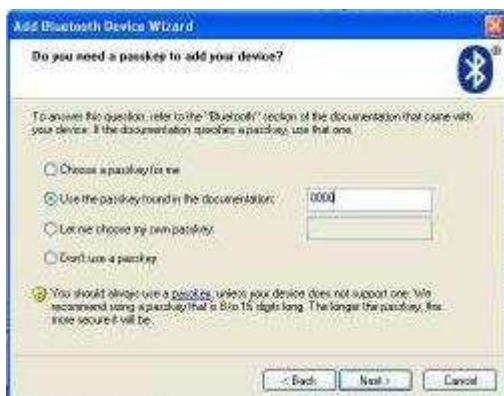 Add Bluetooth Device Wizard
Do you need a passkey to add your device?
To answer this question, refer to the "Bluetooth" section of the documentation that came with
your device. If the documentation specifies a passkey, use that one.
Choose a passkey for me
Use the passkey found in the documentation:
0000
Let me choose my own passkey:
Don't use a passkey
You should always use a passkey, unless your device does not support one. We
recommend using a passkey that is 8 to 16 digits long. The longer the passkey, the
more secure it will be.
< Back
Next >
Cancel